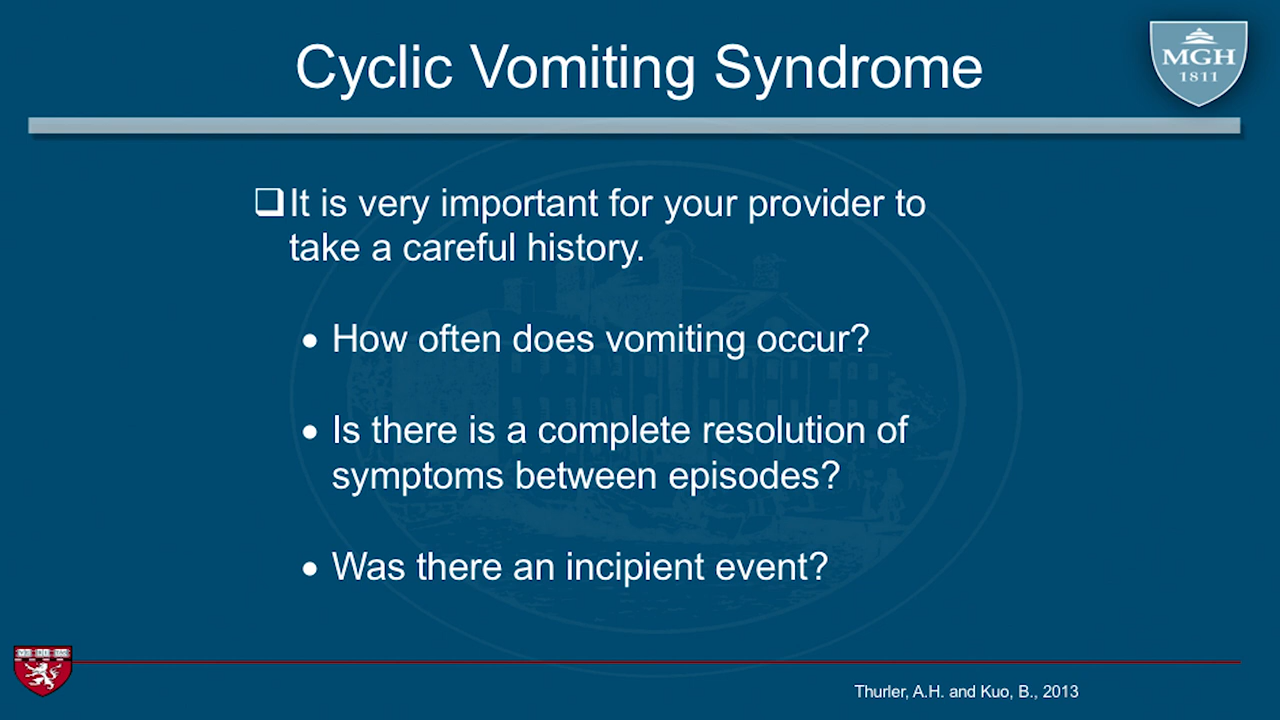 Cyclic Vomiting Syndrome
MGH
1811
It is very important for your provider to
take a careful history.
• How often does vomiting occur?
• Is there is a complete resolution of
symptoms between episodes?
• Was there an incipient event?
Thurler, A.H. and Kuo, B., 2013